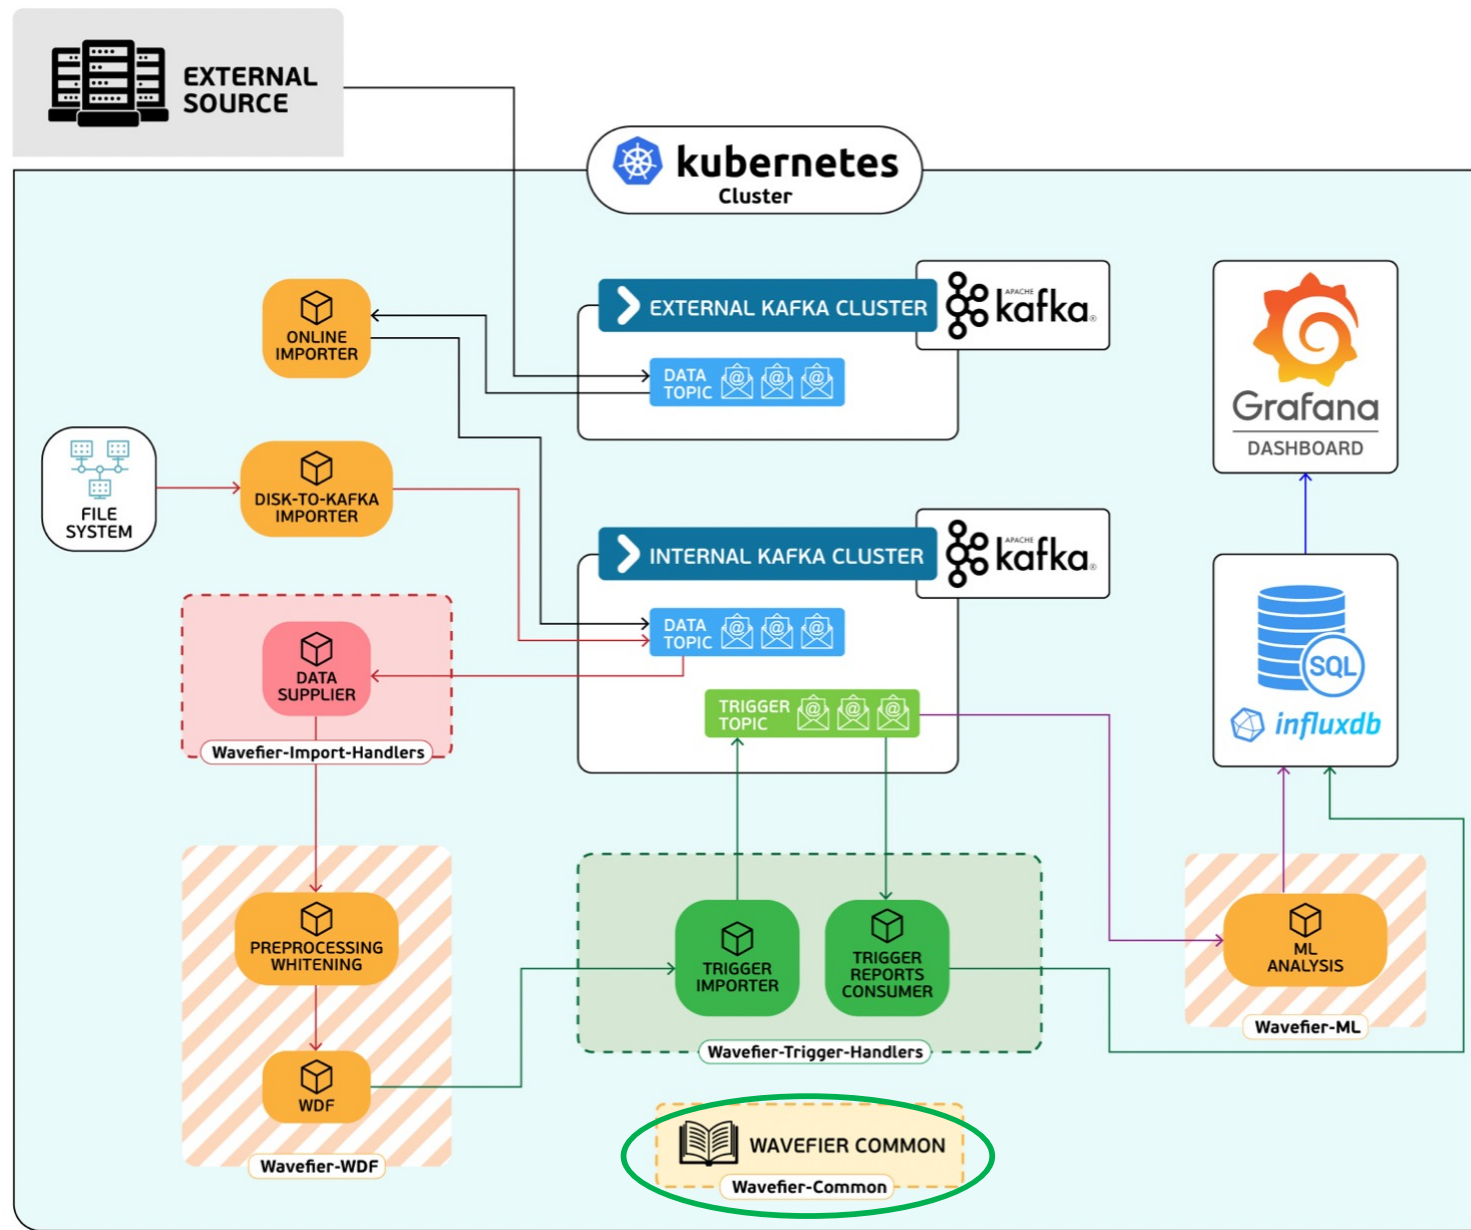 EXTERNAL
SOURCE
kubernetes
Cluster
ONLINE
IMPORTER
EXTERNAL KAFKA CLUSTER
APACHE
kafka®
DATA
TOPIC
Grafana
DASHBOARD
FILE
SYSTEM
DISK-TO-KAFKA
IMPORTER
INTERNAL KAFKA CLUSTER
APACHE
kafka®
DATA
TOPIC
DATA
SUPPLIER
Wavefier-Import-Handlers
TRIGGER
TOPIC
SQL
influxdb
PREPROCESSING
WHITENING
WDF
Wavefier-WDF
TRIGGER
IMPORTER
TRIGGER
REPORTS
CONSUMER
Wavefier-Trigger-Handlers
ML
ANALYSIS
Wavefier-ML
WAVEFIER COMMON
Wavefier-Common